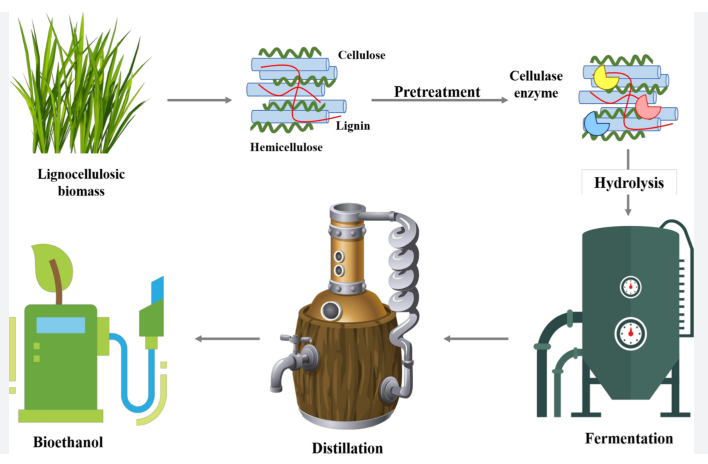 Cellulose
Lignin
Hemicellulose
Pretreatment
Cellulase
enzyme
Lignocellulosic
biomass
Hydrolysis
Bioethanol
Distillation
Fermentation